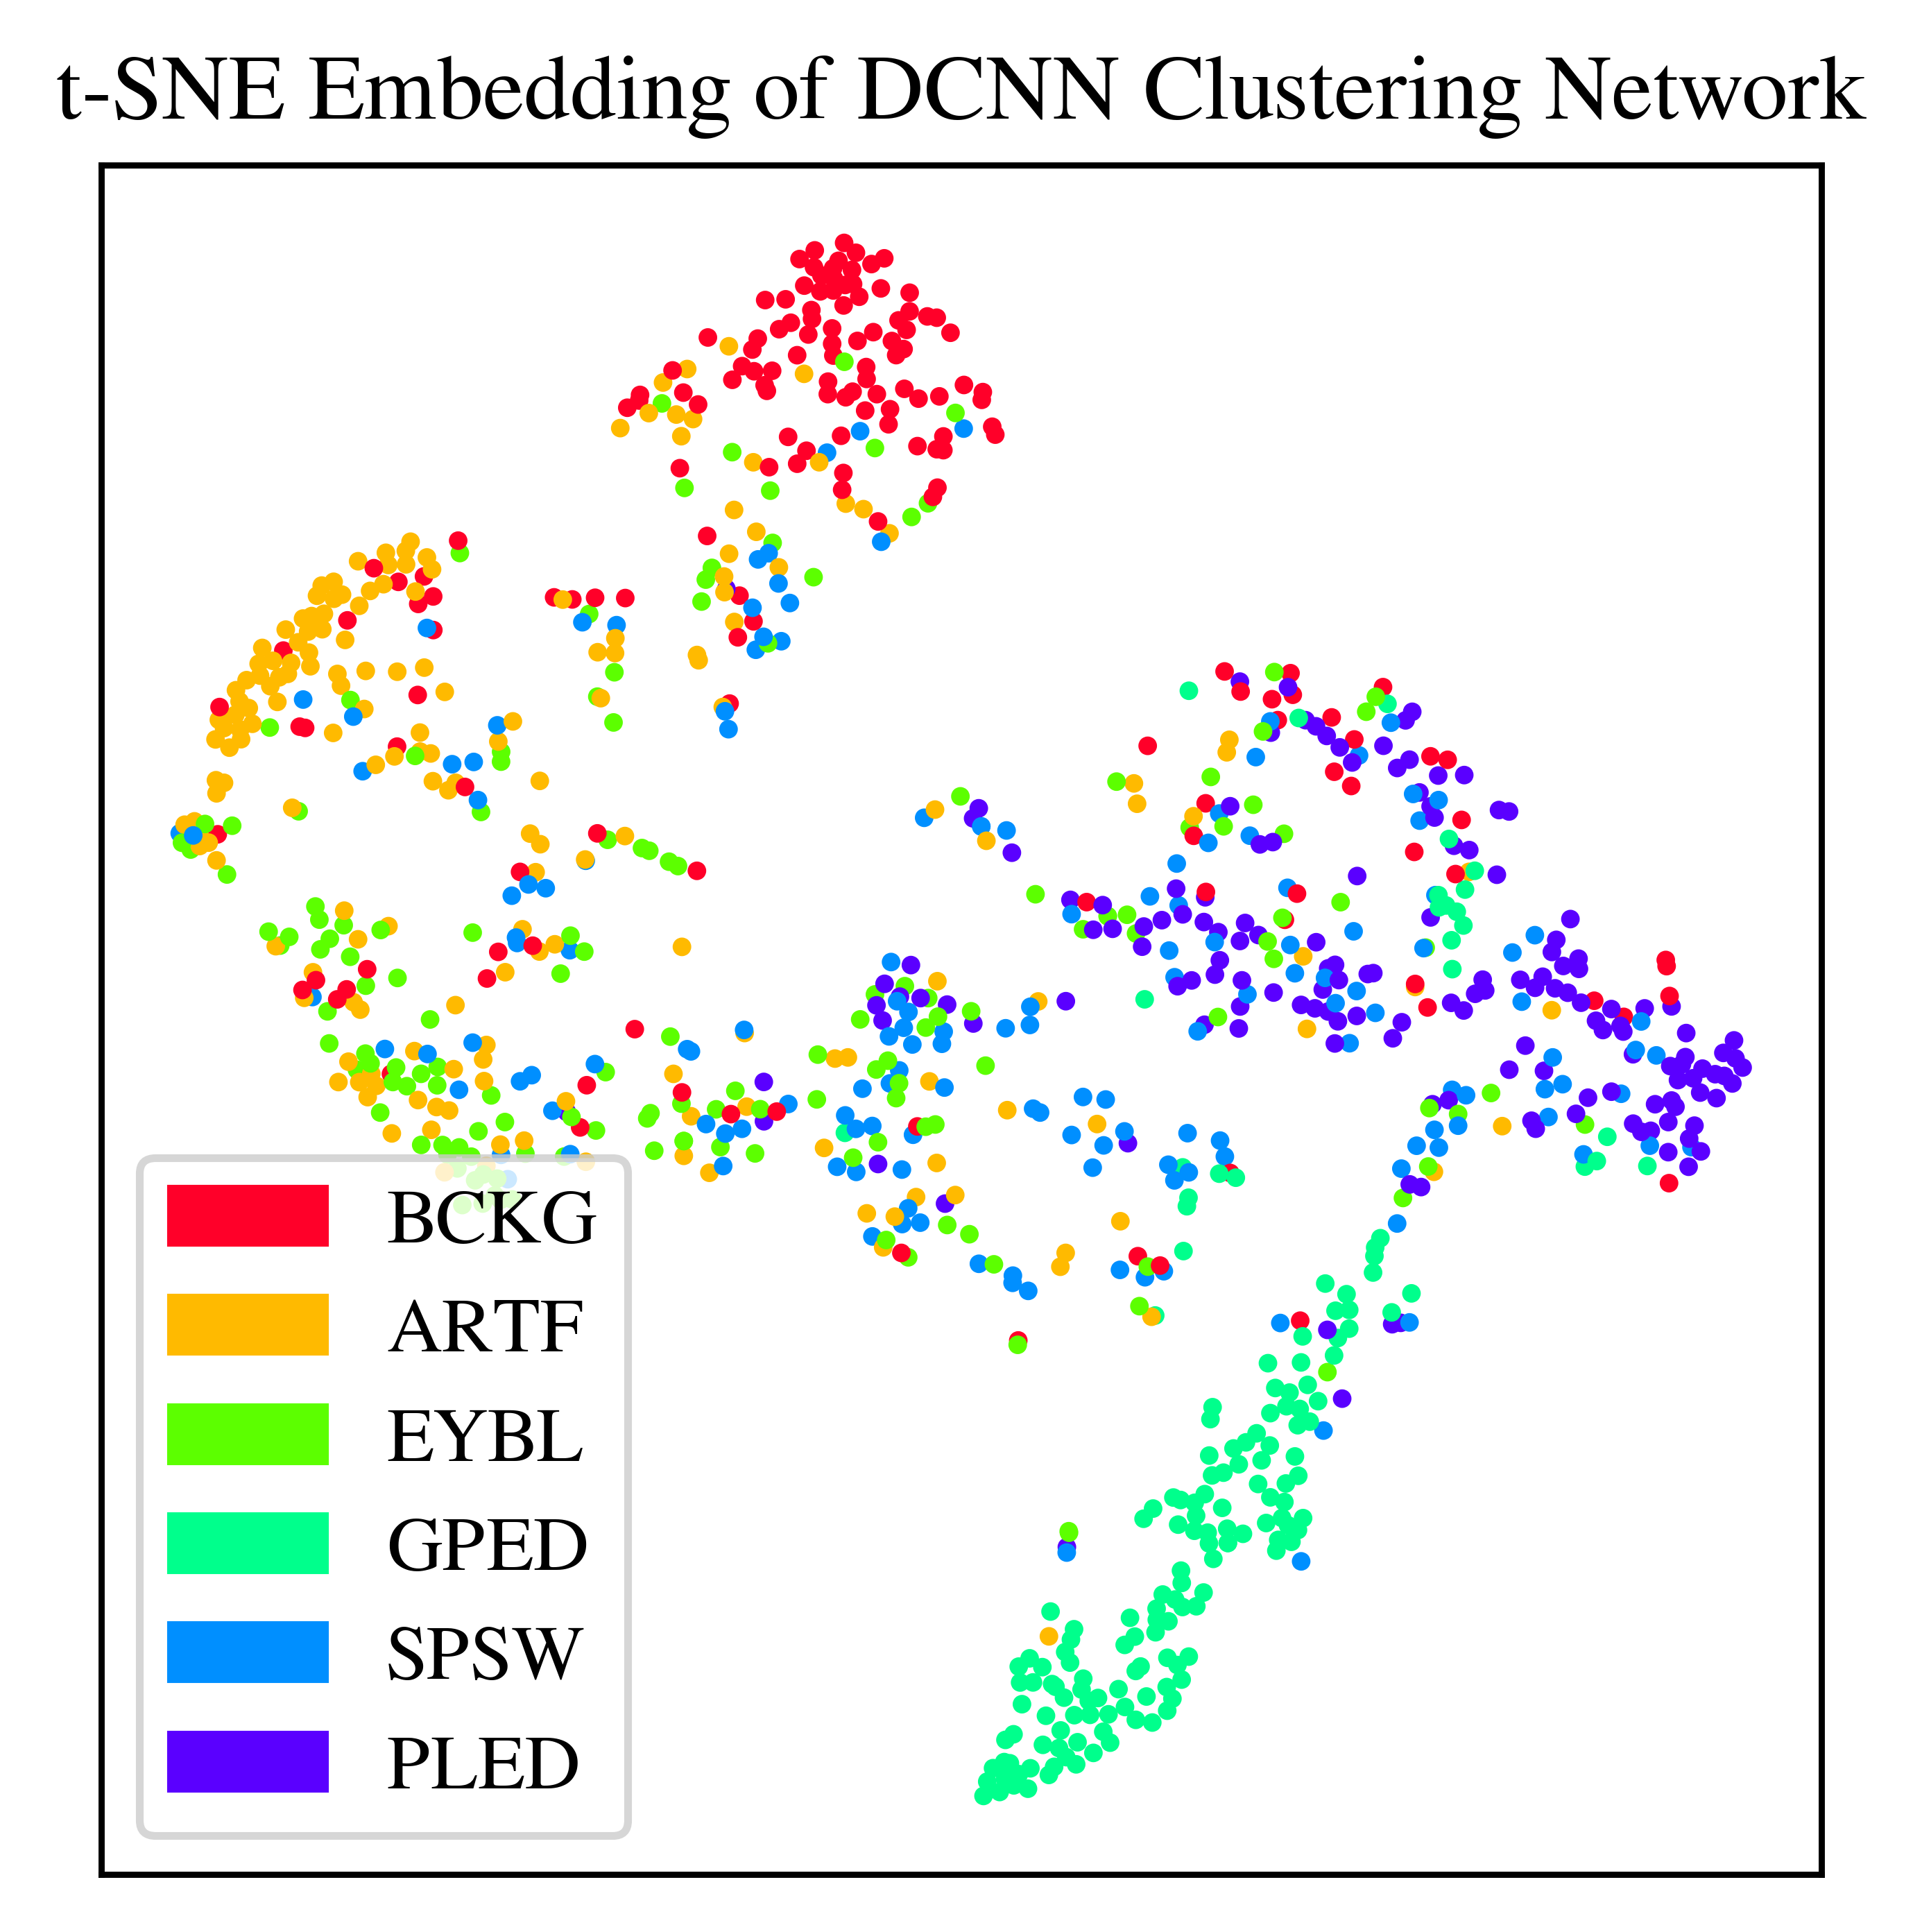 t-SNE Embedding of DCNN Clustering Network
BCKG
ARTF
EYBL
GPED
SPSW
PLED